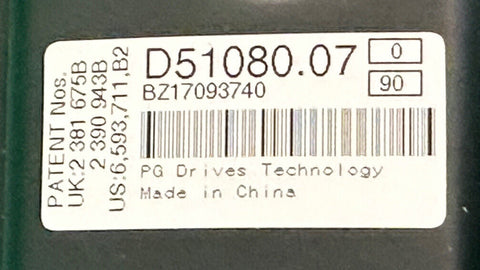 PATENT Nos.
UK:2 381 675B
2 390 943B
US:6,593,711,B2
D51080.07
0
BZ17093740
90
PG Drives Technology
Made in China